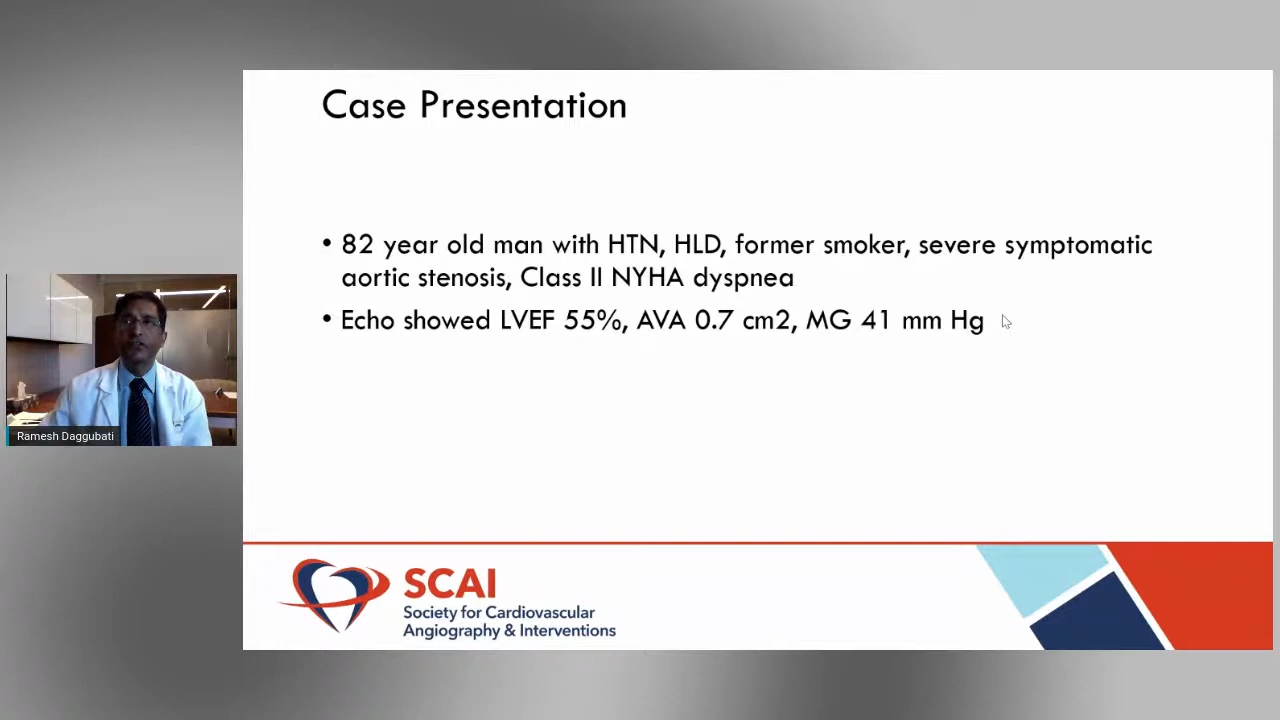 Case Presentation
• 82 year old man with HTN, HLD, former smoker, severe symptomatic
aortic stenosis, Class II NYHA dyspnea
• Echo showed LVEF 55%, AVA 0.7 cm2, MG 41 mm Hg
Ramesh Daggubati
SCAI
Society for Cardiovascular
Angiography & Interventions